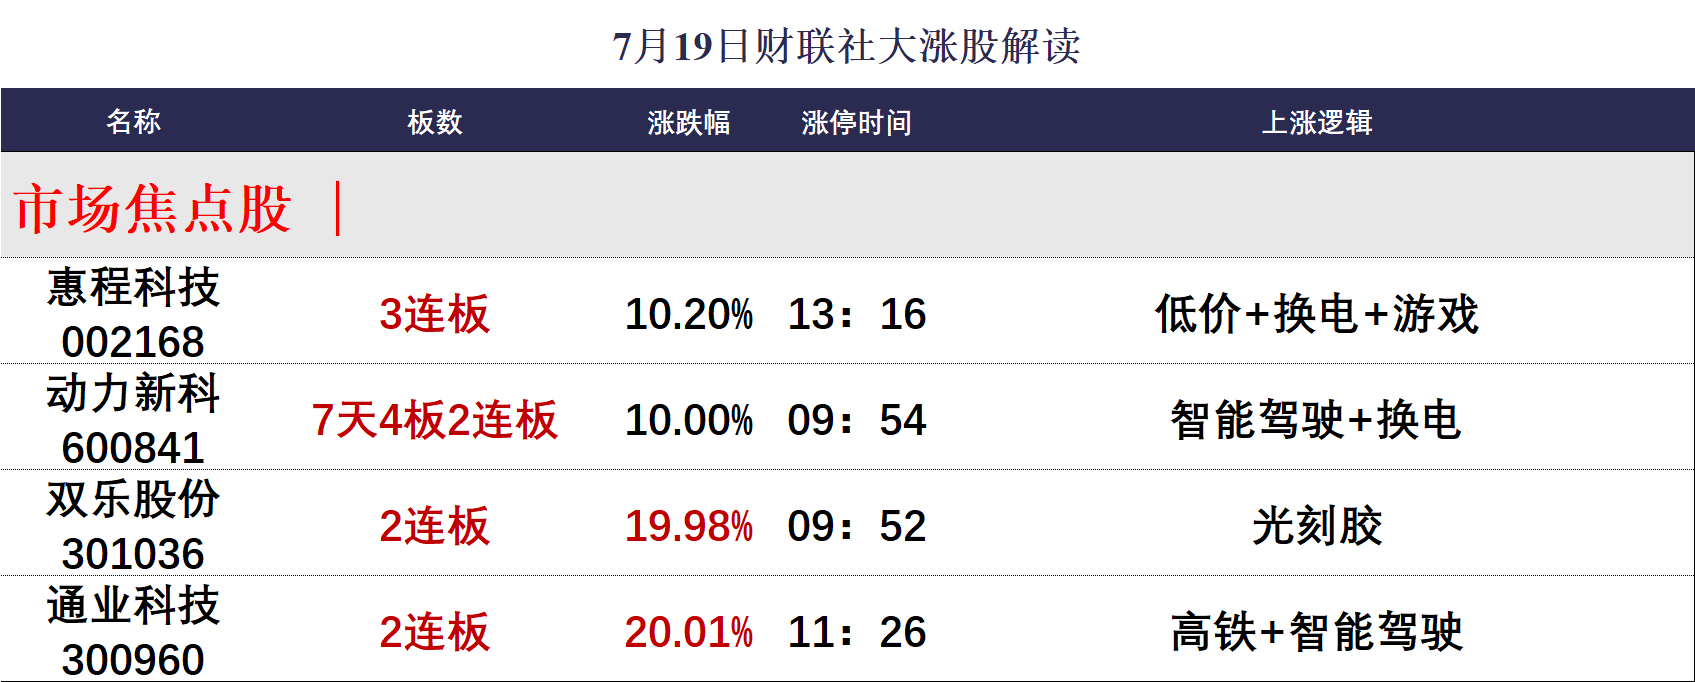 7月19日财联社大涨股解读
名称 板数 涨跌幅 涨停时间 上涨逻辑
市场焦点股 ｜
惠程科技
002168 3连板 10.20% 13：16 低价+换电+游戏
动力新科
600841 7天4板2连板 10.00% 09：54 智能驾驶+换电
双乐股份
301036 2连板 19.98% 09：52 光刻胶
通业科技
300960 2连板 20.01% 11：26 高铁+智能驾驶